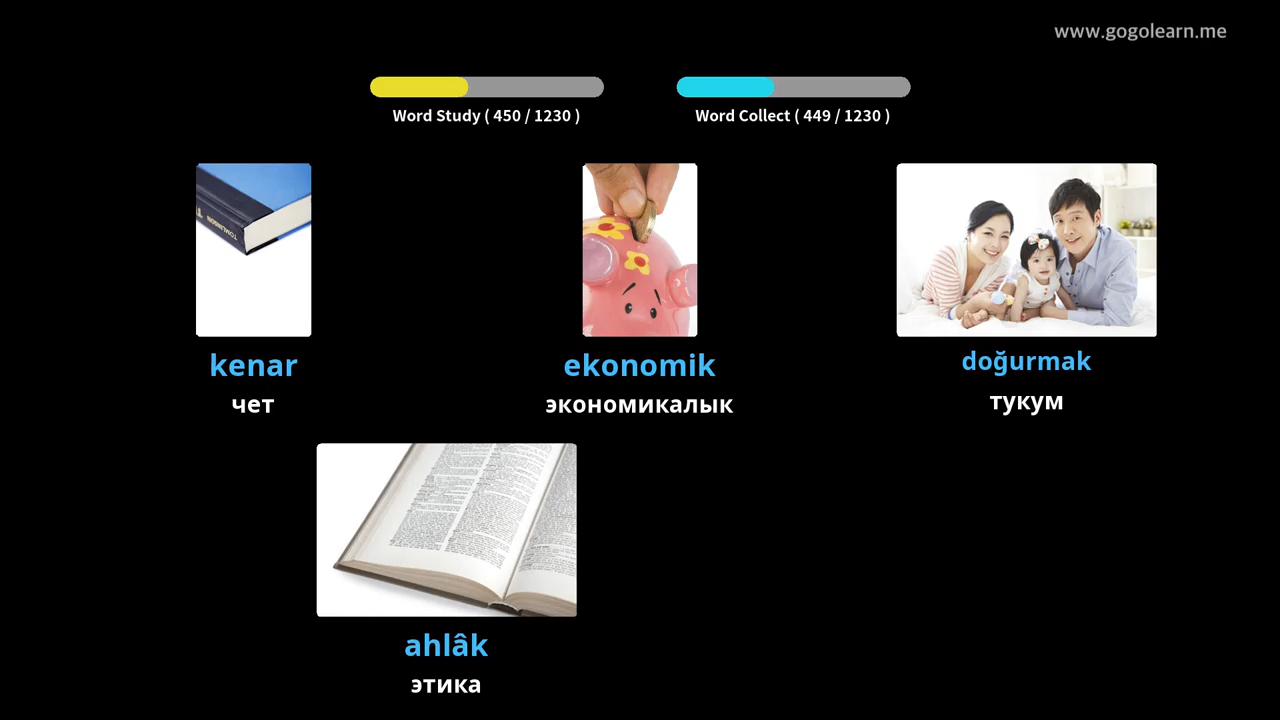 www.gogolearn.me
Word Study ( 450 / 1230 )
Word Collect ( 449 / 1230 )
TOMLINSON
kenar
чет
ekonomik
экономикалык
doğurmak
тукум
ahlâk
этика